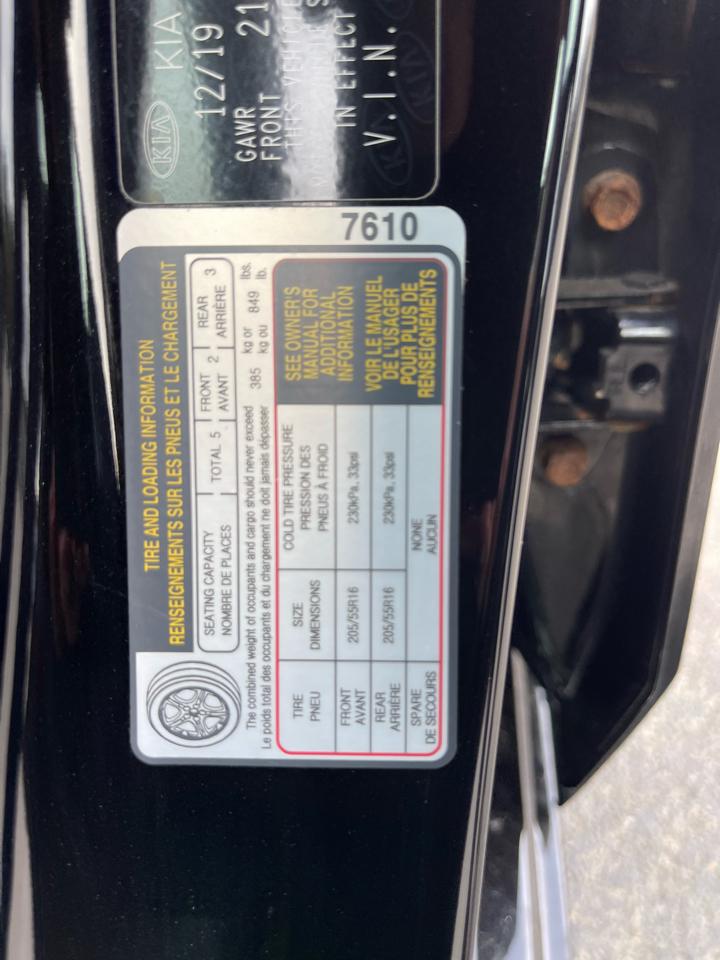 KIA KIA
12/19
GAWR
FRONT 21
THIS VEHICLE
IN EFFECT
V.I.N.
7610
TIRE AND LOADING INFORMATION
RENSEIGNEMENTS SUR LES PNEUS ET LE CHARGEMENT
SEATING CAPACITY TOTAL 5 FRONT 2 REAR 3
NOMBRE DE PLACES AVANT ARRIÈRE
The combined weight of occupants and cargo should never exceed 385 kg or 849 lbs.
Le poids total des occupants et du chargement ne doit jamais dépasser kg ou lb.
TIRE SIZE COLD TIRE PRESSURE
PNEU DIMENSIONS PRESSION DES
PNEUS À FROID
FRONT 205/55R16 230kPa, 33psi
AVANT
REAR 205/55R16 230kPa, 33psi
ARRIÈRE
SPARE NONE
DE SECOURS AUCUN
SEE OWNER'S
MANUAL FOR
ADDITIONAL
INFORMATION
VOIR LE MANUEL
DE L'USAGER
POUR PLUS DE
RENSEIGNEMENTS